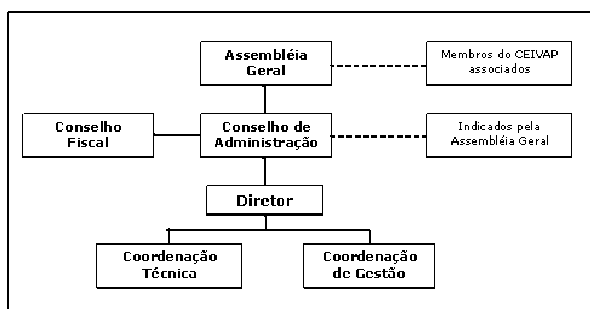 Assembléia
Geral
Membros do CEIVAP
associados
Conselho
Fiscal
Conselho de
Administração
Indicados pela
Assembléia Geral
Diretor
Coordenação
Técnica
Coordenação
de Gestão